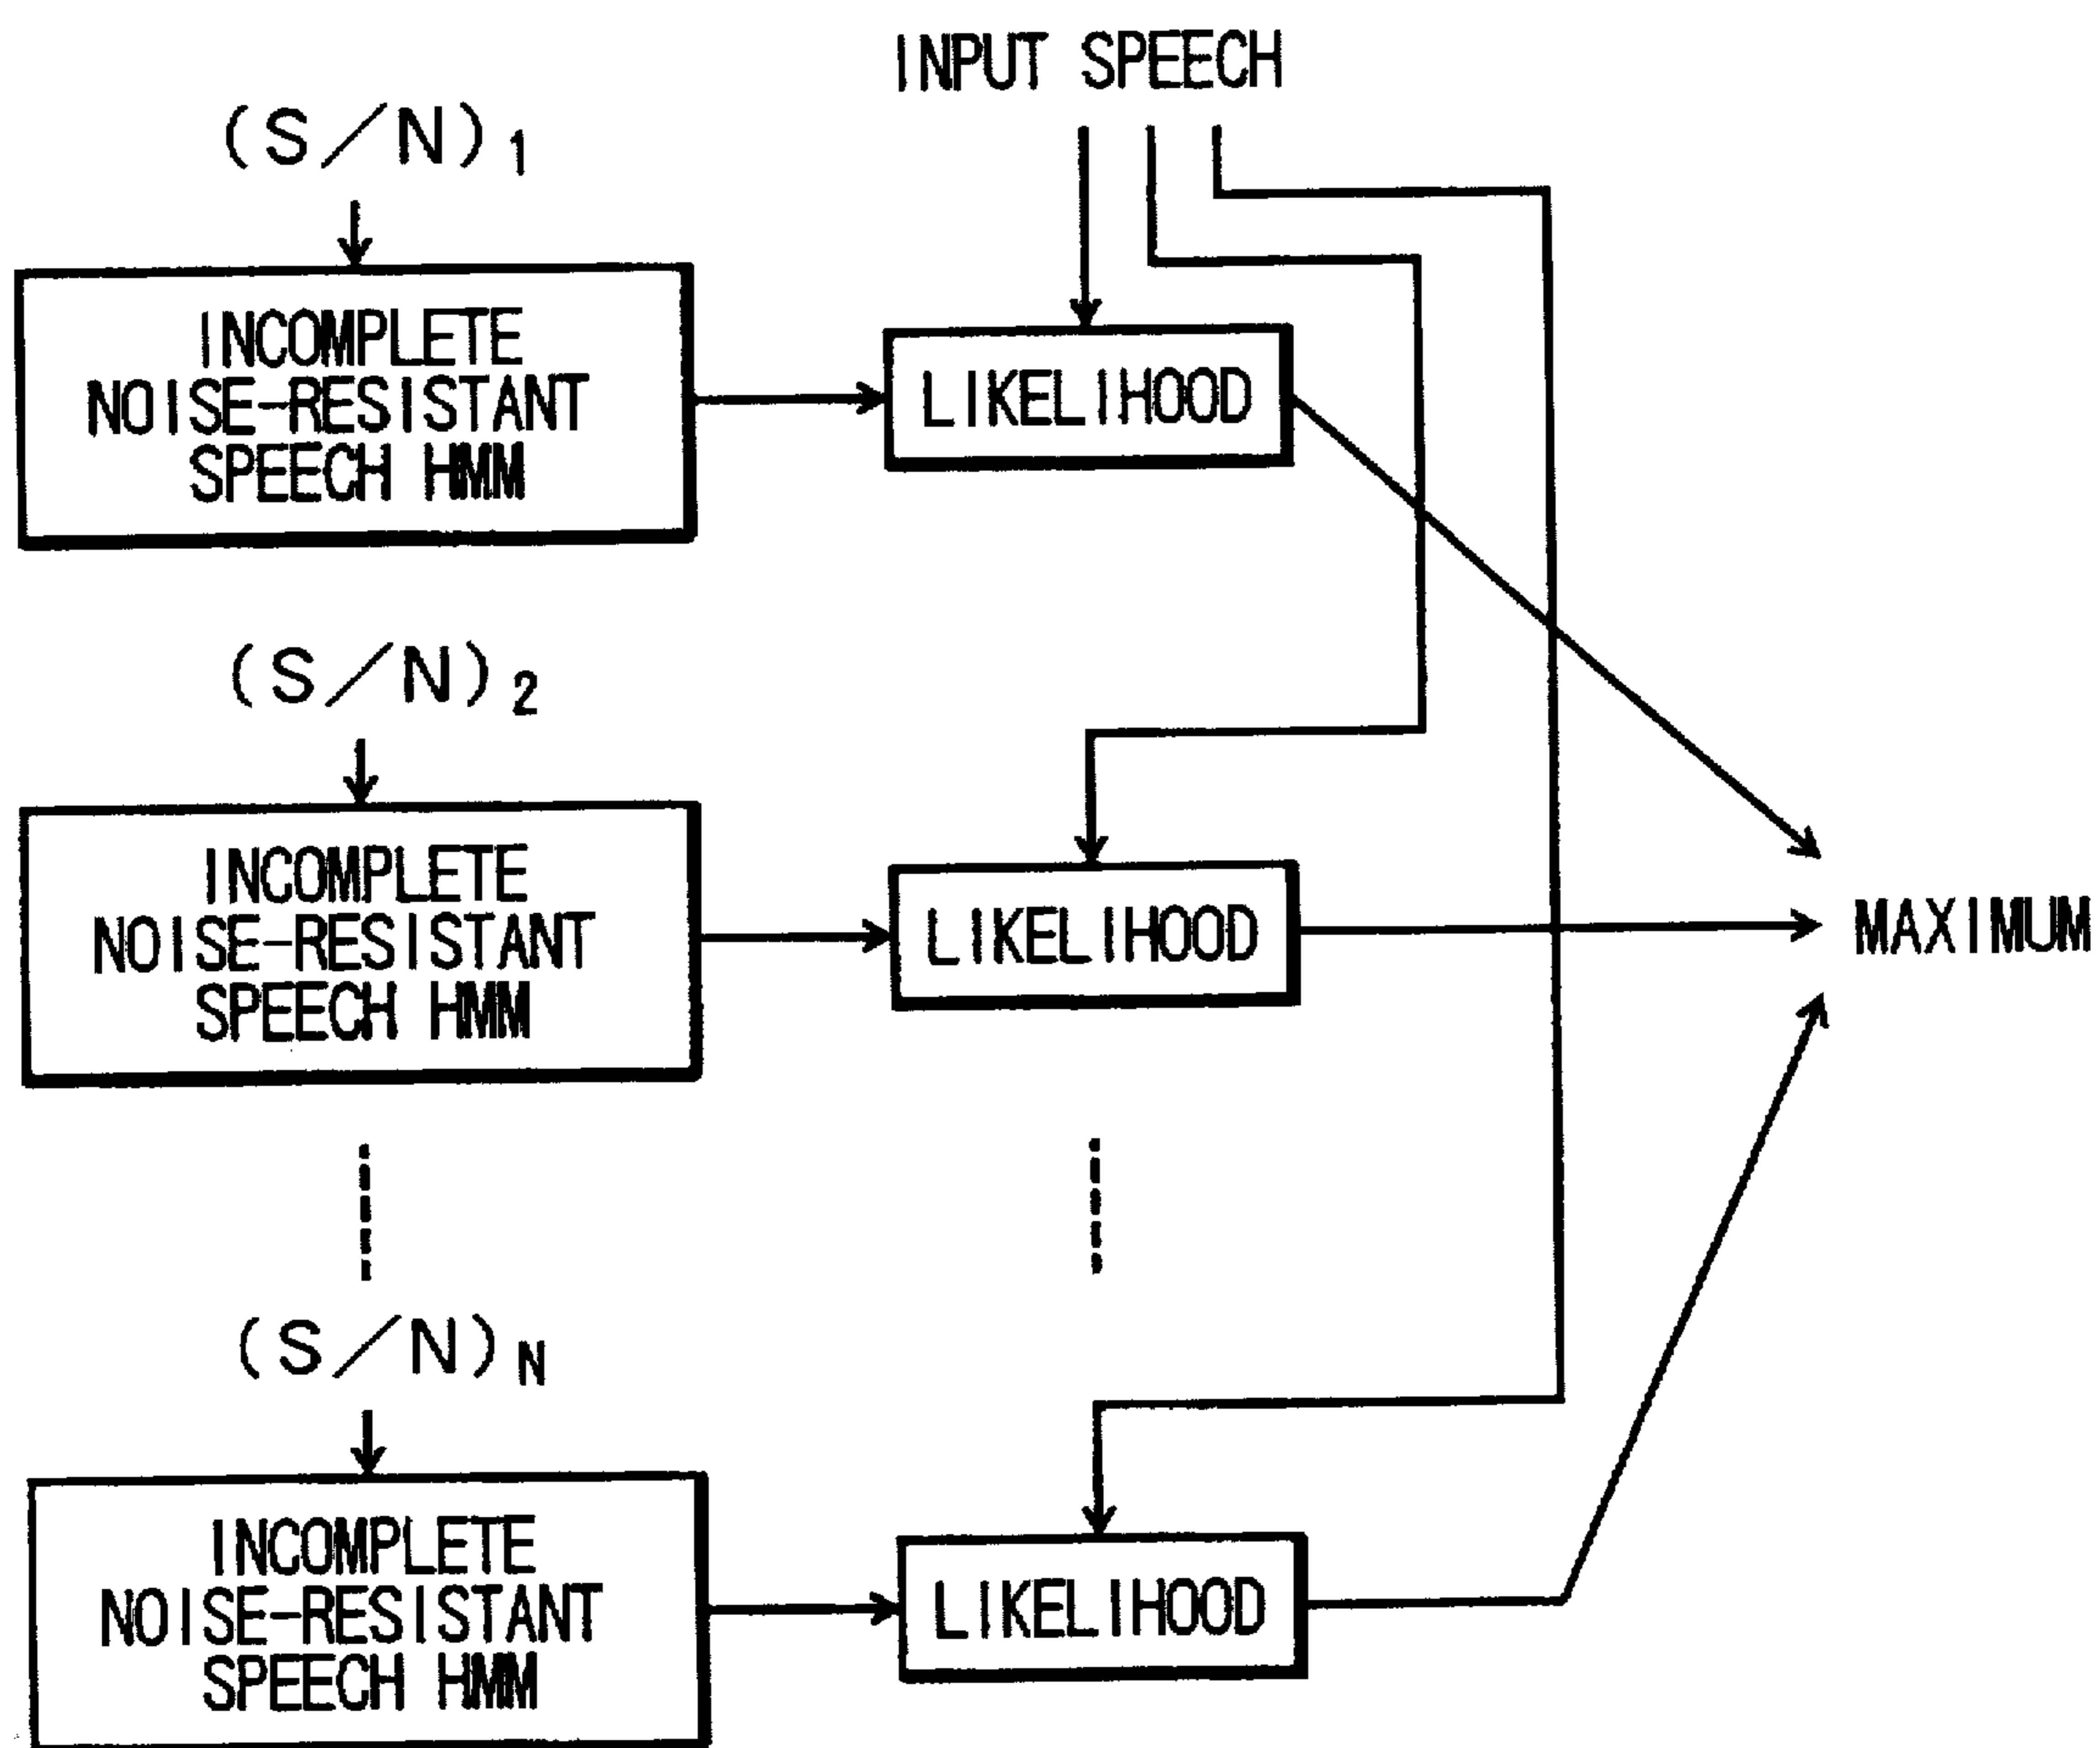 INPUT SPEECH
(S/N)1
INCOMPLETE
NOISE-RESISTANT
SPEECH HMM
LIKELIHOOD
(S/N)2
INCOMPLETE
NOISE-RESISTANT
SPEECH HMM
LIKELIHOOD
MAXIMUM
(S/N)N
INCOMPLETE
NOISE-RESISTANT
SPEECH HMM
LIKELIHOOD